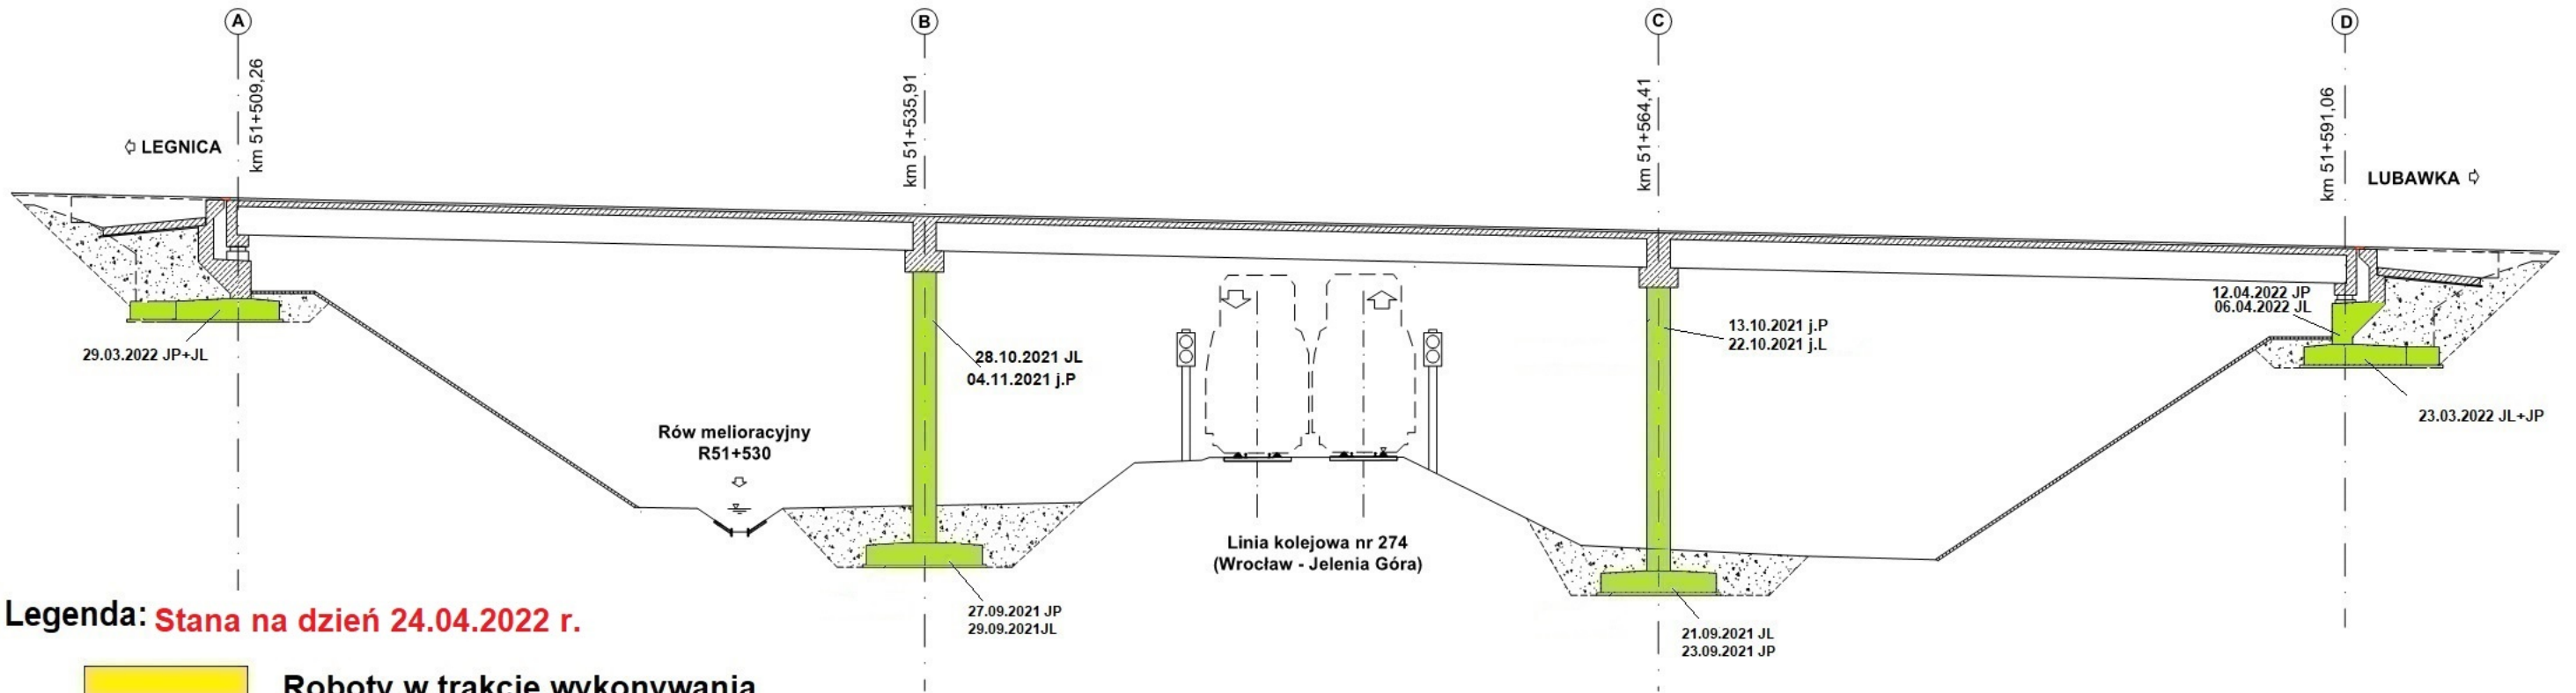 A
B
C
D
km 51+509,26
km 51+535,91
km 51+564,41
km 51+591,06
⇦ LEGNICA
LUBAWKA ⇨
29.03.2022 JP+JL
28.10.2021 JL
04.11.2021 j.P
13.10.2021 j.P
22.10.2021 j.L
12.04.2022 JP
06.04.2022 JL
23.03.2022 JL+JP
Rów melioracyjny
R51+530
Linia kolejowa nr 274
(Wrocław - Jelenia Góra)
27.09.2021 JP
29.09.2021JL
21.09.2021 JL
23.09.2021 JP
Legenda: Stana na dzień 24.04.2022 r.
Roboty w trakcie wykonywania